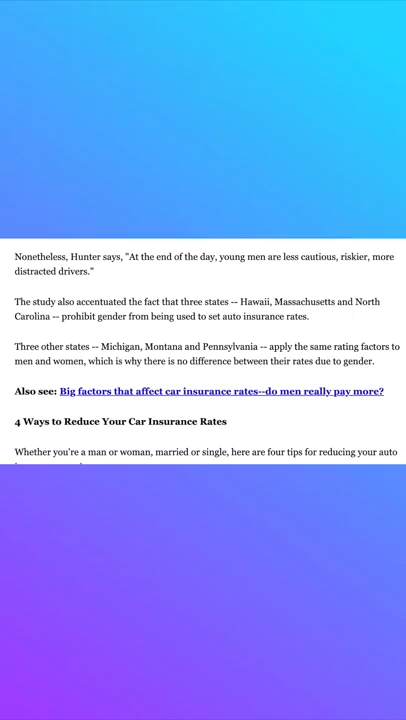 Nonetheless, Hunter says, "At the end of the day, young men are less cautious, riskier, more
distracted drivers."
The study also accentuated the fact that three states -- Hawaii, Massachusetts and North
Carolina -- prohibit gender from being used to set auto insurance rates.
Three other states -- Michigan, Montana and Pennsylvania -- apply the same rating factors to
men and women, which is why there is no difference between their rates due to gender.
Also see: Big factors that affect car insurance rates--do men really pay more?
4 Ways to Reduce Your Car Insurance Rates
Whether you're a man or woman, married or single, here are four tips for reducing your auto